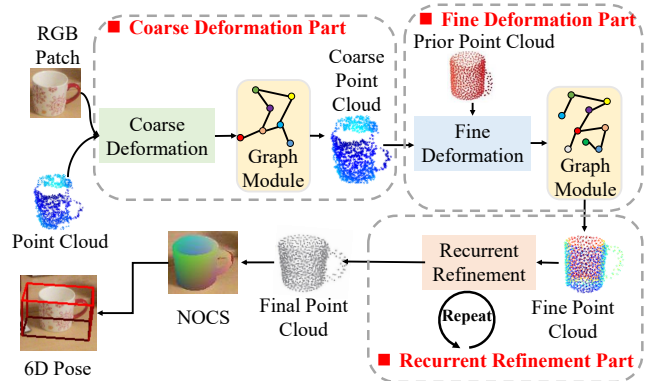 RGB
Patch
■ Coarse Deformation Part
Coarse
Deformation
Graph
Module
Coarse
Point
Cloud
Point Cloud
■ Fine Deformation Part
Prior Point Cloud
Fine
Deformation
Graph
Module
Recurrent
Refinement
Repeat
Fine Point
Cloud
■ Recurrent Refinement Part
Final Point
Cloud
NOCS
6D Pose